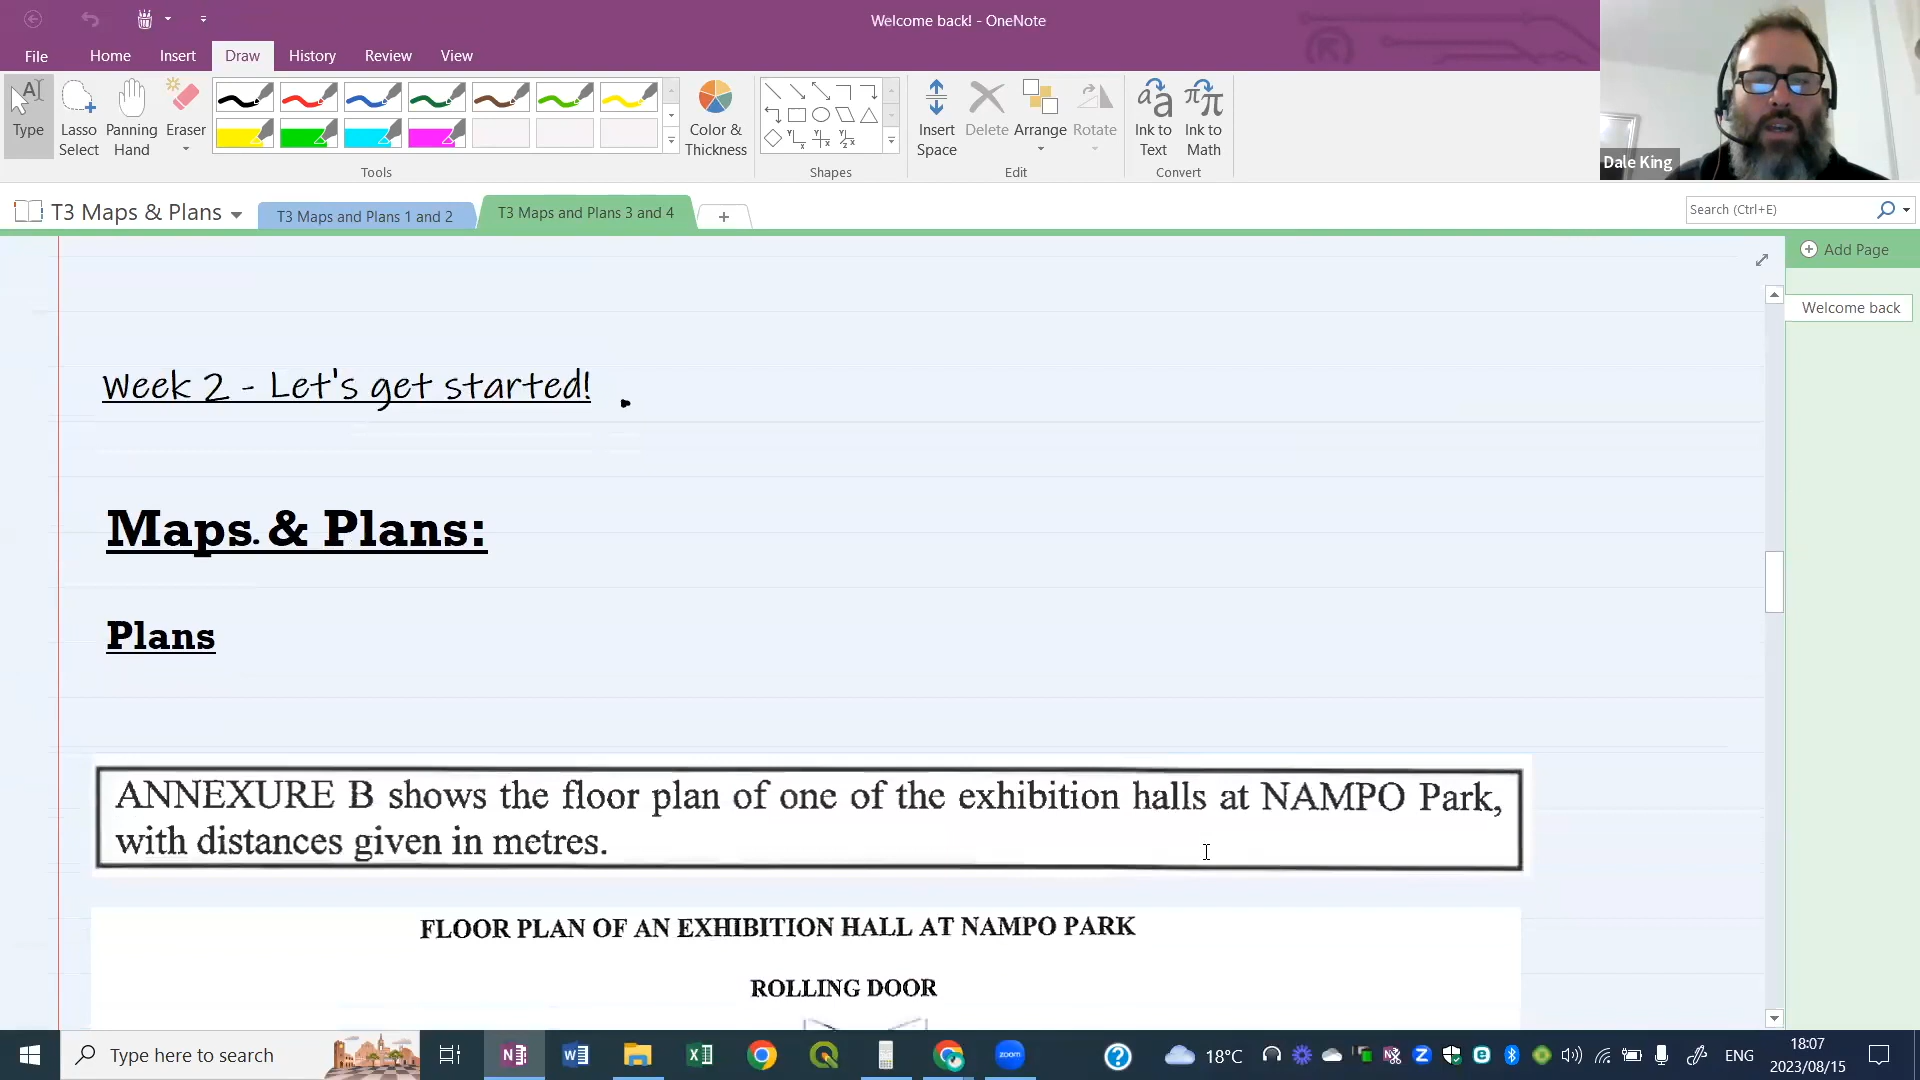 Welcome back! - OneNote
File
Home
Insert
Draw
History
Review
View
Type
Lasso
Select
Panning
Hand
Eraser
Color &
Thickness
Insert
Space
Delete
Arrange
Rotate
Ink to
Text
Ink to
Math
Tools
Shapes
Edit
Convert
Dale King
T3 Maps & Plans
T3 Maps and Plans 1 and 2
T3 Maps and Plans 3 and 4
Search (Ctrl+E)
Add Page
Welcome back
Week 2 - Let's get started!
Maps & Plans:
Plans
ANNEXURE B shows the floor plan of one of the exhibition halls at NAMPO Park,
with distances given in metres.
FLOOR PLAN OF AN EXHIBITION HALL AT NAMPO PARK
ROLLING DOOR
Type here to search
zoom
18°C
ENG
18:07
2023/08/15